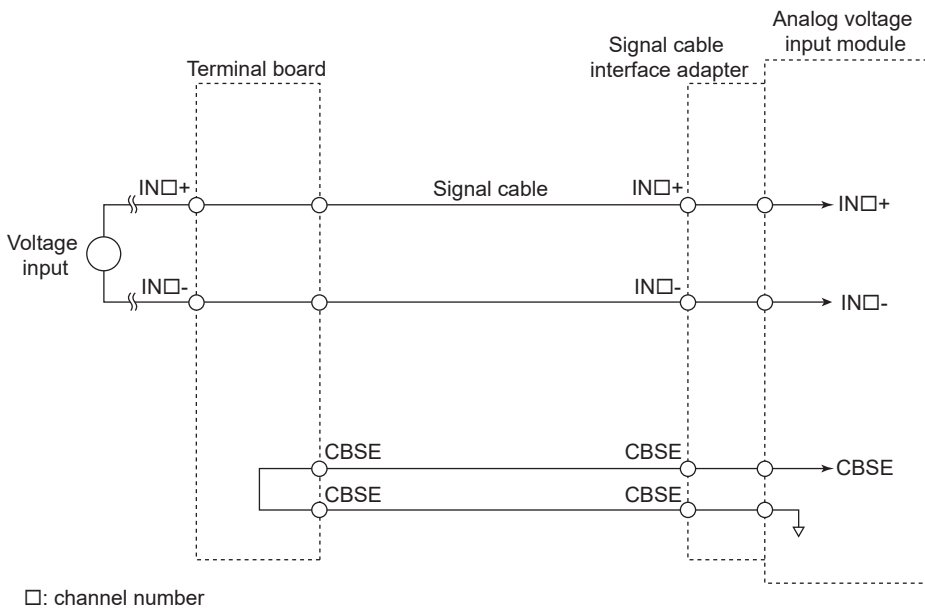 Analog voltage
input module
Signal cable
interface adapter
Terminal board
IN□+
Signal cable
IN□+
IN□+
Voltage
input
IN□-
IN□-
IN□-
CBSE
CBSE
CBSE
CBSE
CBSE
□: channel number